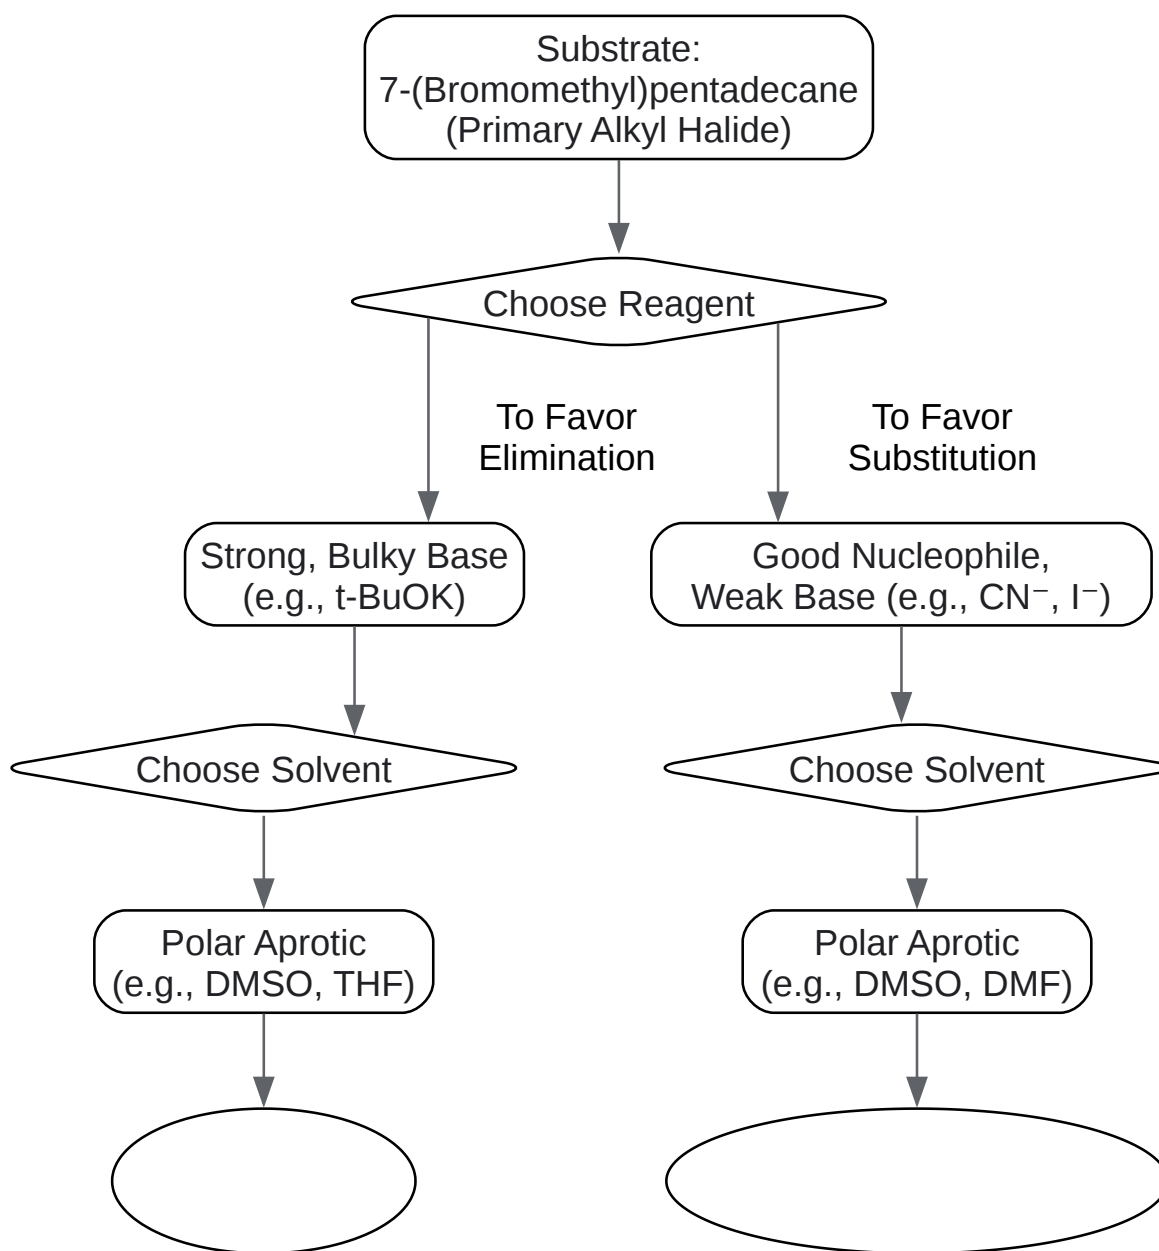 Substrate:
7-(Bromomethyl)pentadecane
(Primary Alkyl Halide)
Choose Reagent
To Favor
Elimination
To Favor
Substitution
Strong, Bulky Base
(e.g., t-BuOK)
Good Nucleophile,
Weak Base (e.g., CN⁻, I⁻)
Choose Solvent
Choose Solvent
Polar Aprotic
(e.g., DMSO, THF)
Polar Aprotic
(e.g., DMSO, DMF)